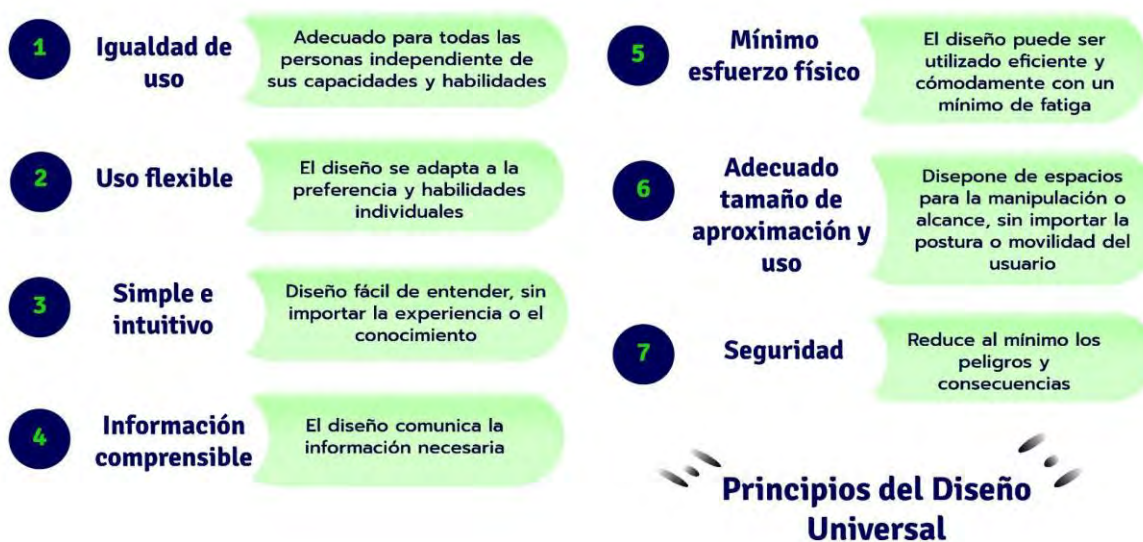 1
Igualdad de
uso
Adecuado para todas las
personas independiente de
sus capacidades y habilidades
2
Uso flexible
El diseño se adapta a la
preferencia y habilidades
individuales
3
Simple e
intuitivo
Diseño fácil de entender, sin
importar la experiencia o el
conocimiento
4
Información
comprensible
El diseño comunica la
información necesaria
5
Mínimo
esfuerzo físico
El diseño puede ser
utilizado eficiente y
cómodamente con un
mínimo de fatiga
6
Adecuado
tamaño de
aproximación y
uso
Disepone de espacios
para la manipulación o
alcance, sin importar la
postura o movilidad del
usuario
7
Seguridad
Reduce al mínimo los
peligros y
consecuencias
Principios del Diseño
Universal